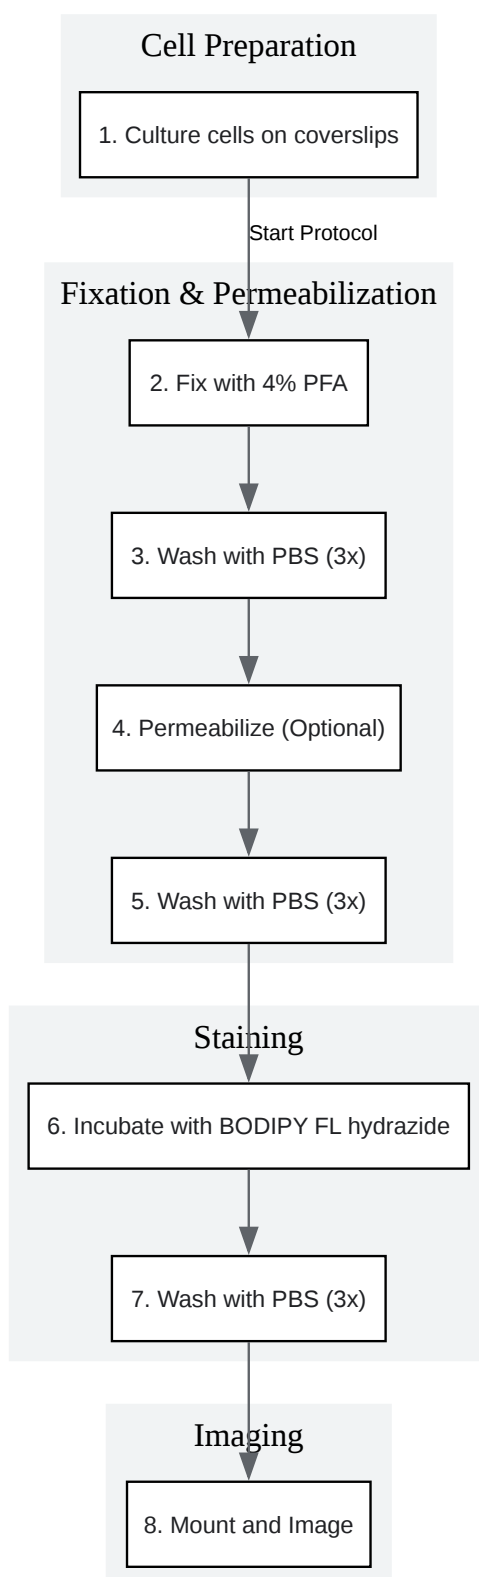 Cell Preparation
1. Culture cells on coverslips
Start Protocol
Fixation & Permeabilization
2. Fix with 4% PFA
3. Wash with PBS (3x)
4. Permeabilize (Optional)
5. Wash with PBS (3x)
Staining
6. Incubate with BODIPY FL hydrazide
7. Wash with PBS (3x)
Imaging
8. Mount and Image